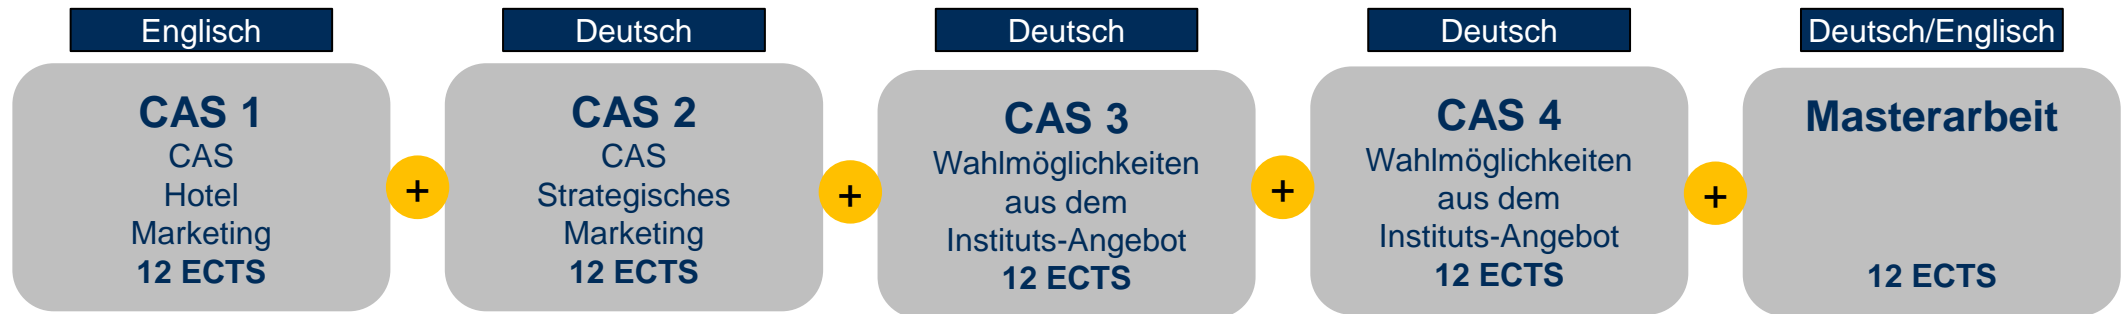 Englisch
CAS 1
CAS
Hotel
Marketing
12 ECTS
+
Deutsch
CAS 2
CAS
Strategisches
Marketing
12 ECTS
+
Deutsch
CAS 3
Wahlmöglichkeiten
aus dem
Instituts-Angebot
12 ECTS
+
Deutsch
CAS 4
Wahlmöglichkeiten
aus dem
Instituts-Angebot
12 ECTS
+
Deutsch/Englisch
Masterarbeit
12 ECTS